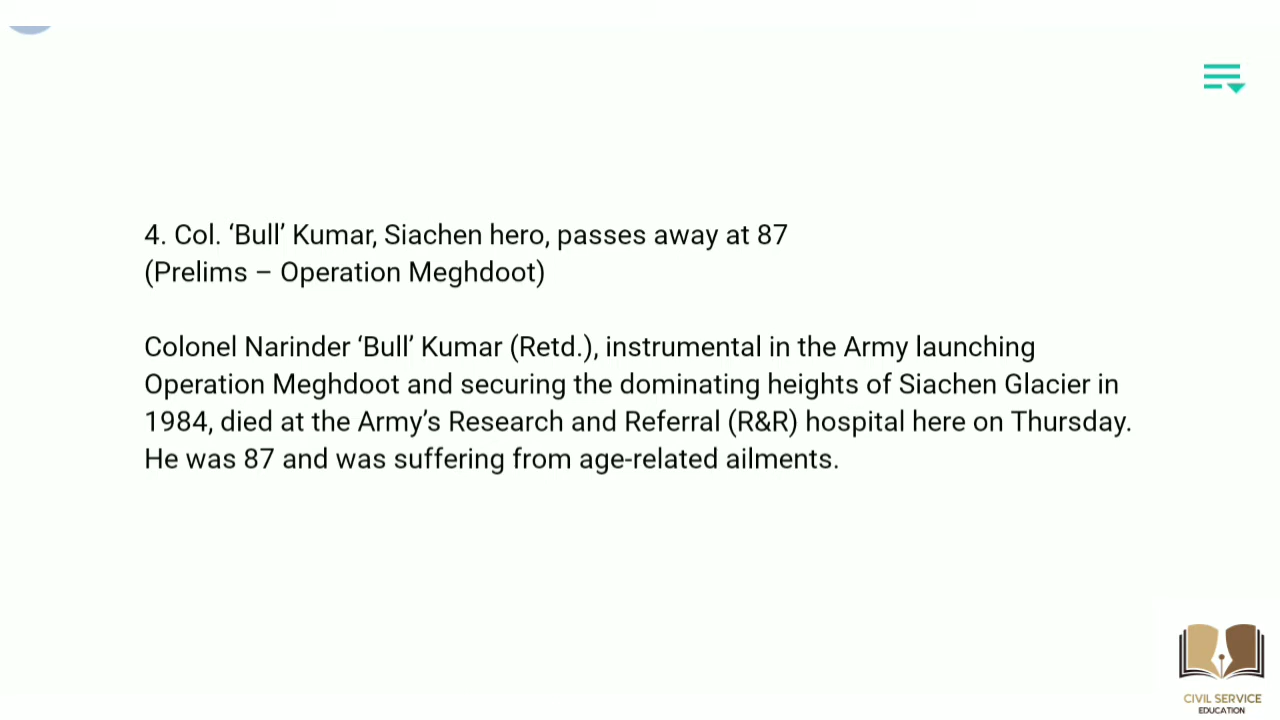 4. Col. ‘Bull’ Kumar, Siachen hero, passes away at 87
(Prelims – Operation Meghdoot)
Colonel Narinder ‘Bull’ Kumar (Retd.), instrumental in the Army launching
Operation Meghdoot and securing the dominating heights of Siachen Glacier in
1984, died at the Army’s Research and Referral (R&R) hospital here on Thursday.
He was 87 and was suffering from age-related ailments.
CIVIL SERVICE
EDUCATION